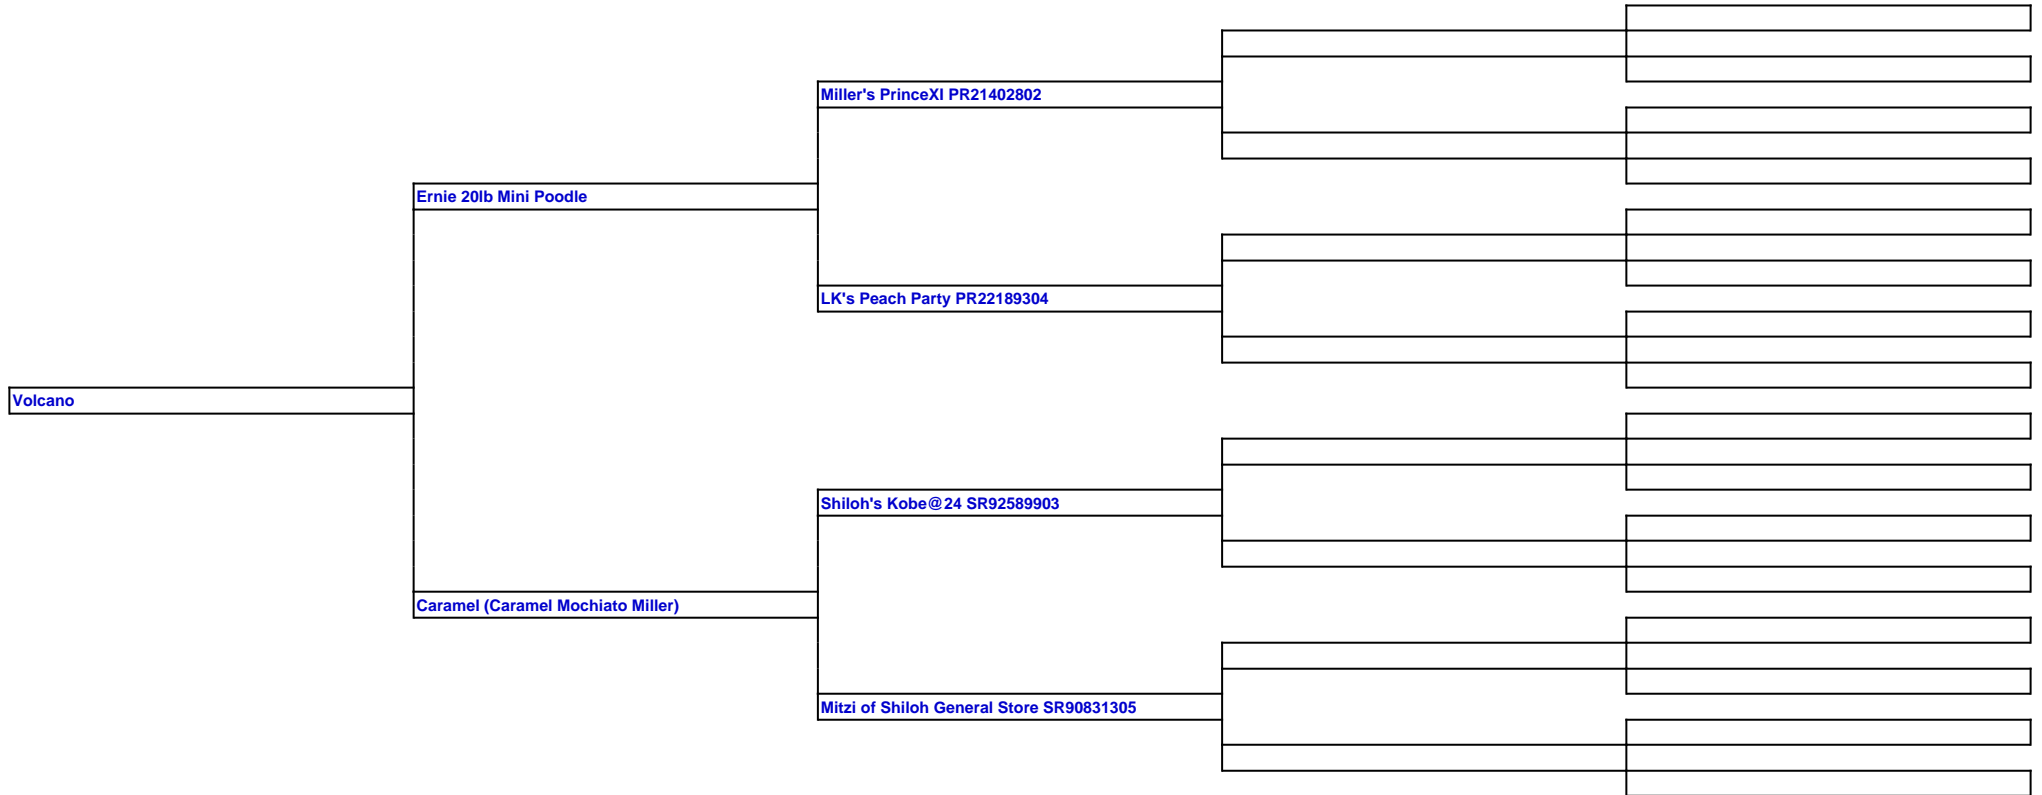 Miller's PrinceXI PR21402802
Ernie 20lb Mini Poodle
LK's Peach Party PR22189304
Volcano
Shiloh's Kobe@24 SR92589903
Caramel (Caramel Mochiato Miller)
Mitzi of Shiloh General Store SR90831305